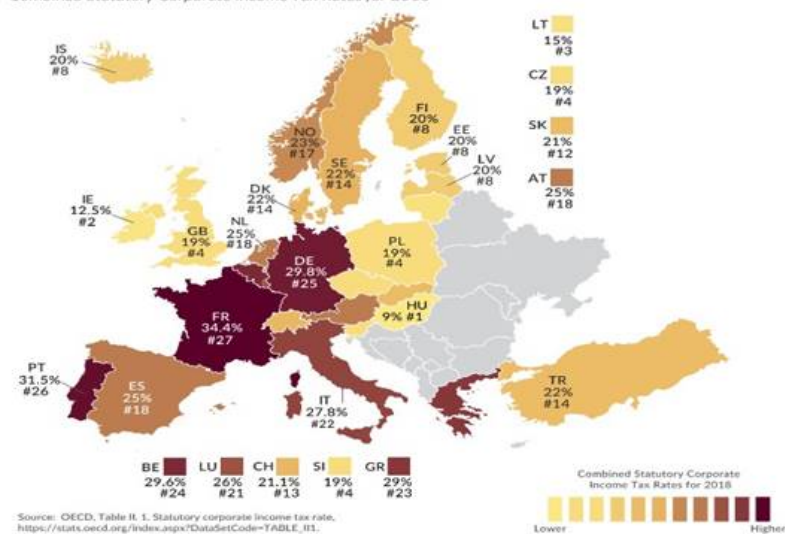 IS
20%
#8
LT
15%
#3
CZ
19%
#4
SK
21%
#12
AT
25%
#18
FI
20%
#8
NO
23%
#17
SE
22%
#14
EE
20%
#8
LV
20%
#8
DK
22%
#14
IE
12.5%
#2
GB
19%
#4
NL
25%
#18
DE
29.8%
#25
PL
19%
#4
HU
9% #1
FR
34.4%
#27
PT
31.5%
#26
ES
25%
#18
IT
27.8%
#22
TR
22%
#14
BE
29.6%
#24
LU
26%
#21
CH
21.1%
#13
SI
19%
#4
GR
29%
#23
Combined Statutory Corporate
Income Tax Rates for 2018
Lower Higher
Source: OECD, Table II. 1. Statutory corporate income tax rate,
https://stats.oecd.org/index.aspx?DataSetCode=TABLE_II1.